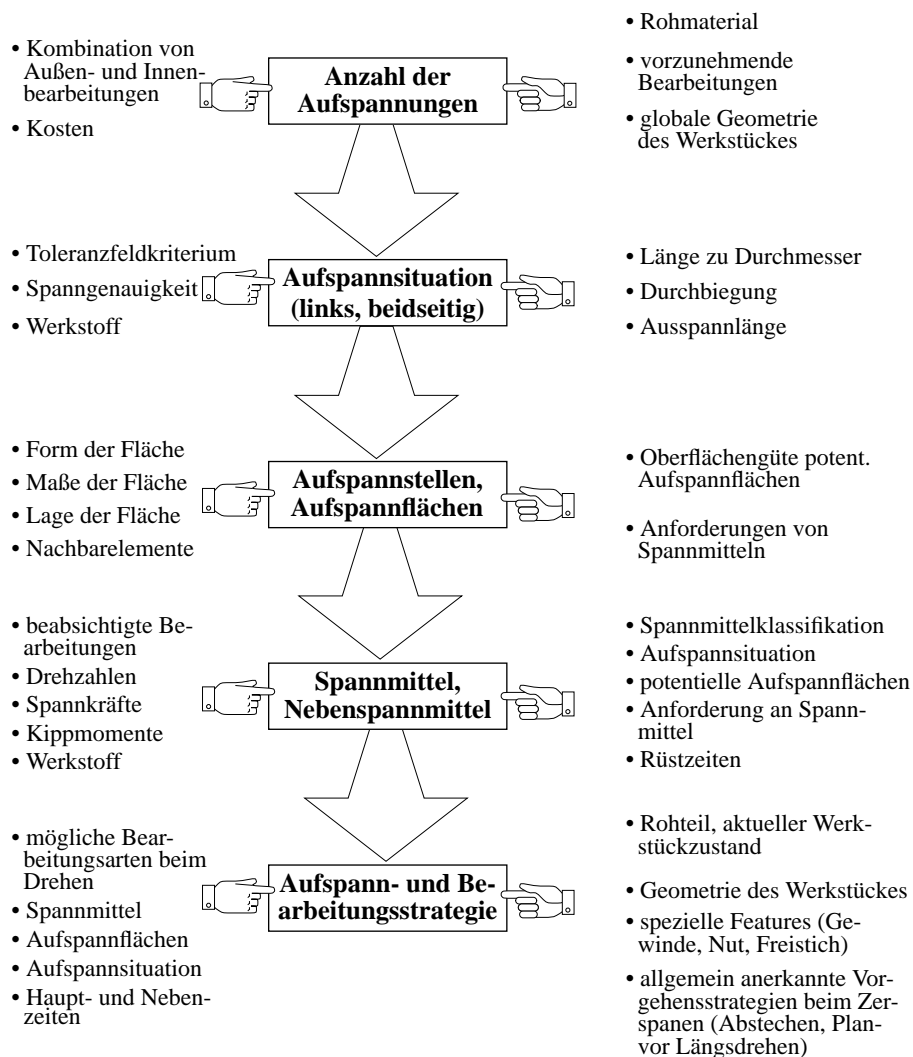 • Kombination von
Außen- und Innen-
bearbeitungen
• Kosten
Anzahl der
Aufspannungen
• Rohmaterial
• vorzunehmende
Bearbeitungen
• globale Geometrie
des Werkstückes
• Toleranzfeldkriterium
• Spanngenauigkeit
• Werkstoff
Aufspannsituation
(links, beidseitig)
• Länge zu Durchmesser
• Durchbiegung
• Ausspannlänge
• Form der Fläche
• Maße der Fläche
• Lage der Fläche
• Nachbarelemente
Aufspannstellen,
Aufspannflächen
• Oberflächengüte potent.
Aufspannflächen
• Anforderungen von
Spannmitteln
• beabsichtigte Be-
arbeitungen
• Drehzahlen
• Spannkräfte
• Kippmomente
• Werkstoff
Spannmittel,
Nebenspannmittel
• Spannmittelklassifikation
• Aufspannsituation
• potentielle Aufspannflächen
• Anforderung an Spann-
mittel
• Rüstzeiten
• mögliche Bear-
beitungsarten beim
Drehen
• Spannmittel
• Aufspannflächen
• Aufspannsituation
• Haupt- und Neben-
zeiten
Aufspann- und Be-
arbeitungsstrategie
• Rohteil, aktueller Werk-
stückzustand
• Geometrie des Werkstückes
• spezielle Features (Ge-
winde, Nut, Freistich)
• allgemein anerkannte Vor-
gehensstrategien beim Zer-
spanen (Abstechen, Plan-
vor Längsdrehen)